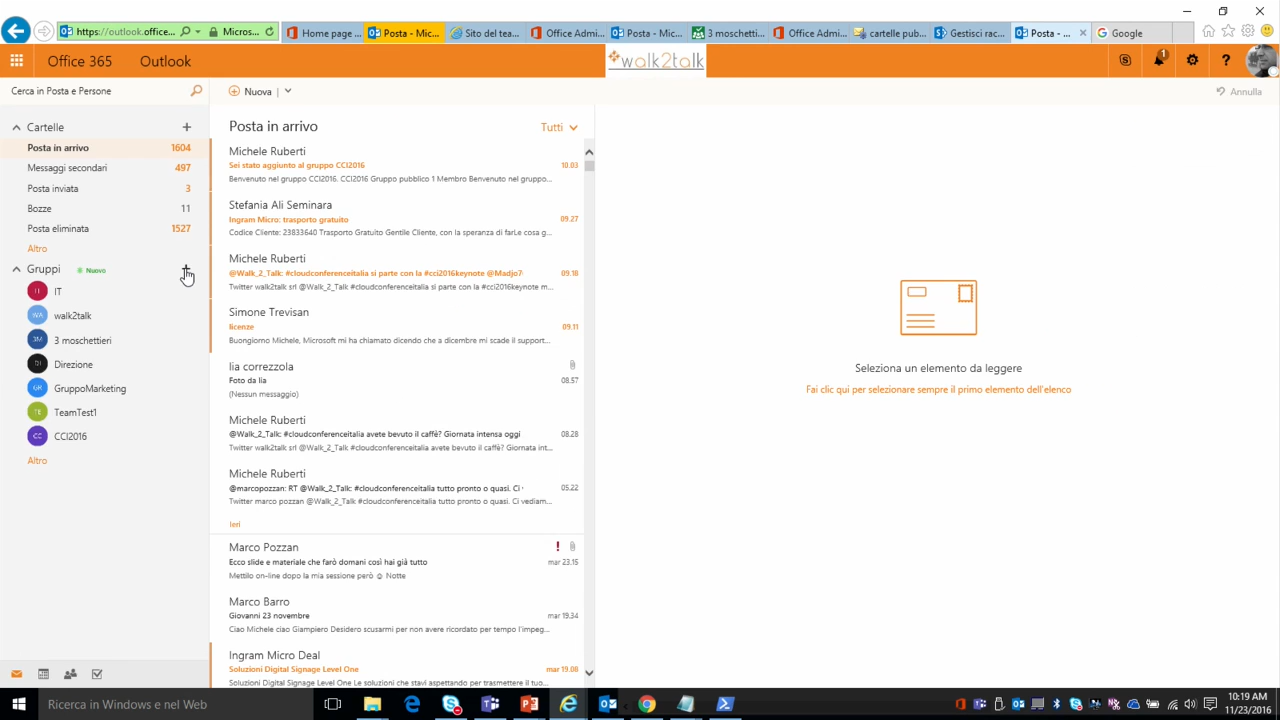 https://outlook.office...
Micros...
Home page ...
Posta - Mic...
Sito del tea...
Office Admi...
Posta - Mic...
3 moschetti...
Office Admi...
cartelle pub...
Gestisci rac...
Posta - ...
Google
Office 365
Outlook
walk2talk
1
?
Cerca in Posta e Persone
Nuova
Annulla
Cartelle
Posta in arrivo 1604
Messaggi secondari 497
Posta inviata 3
Bozze 11
Posta eliminata 1527
Altro
Gruppi Nuovo
IT
WA walk2talk
3M 3 moschettieri
DI Direzione
GR GruppoMarketing
TE TeamTest1
CC CCI2016
Altro
Posta in arrivo
Tutti
Michele Ruberti
Sei stato aggiunto al gruppo CCI2016 10.03
Benvenuto nel gruppo CCI2016. CCI2016 Gruppo pubblico 1 Membro Benvenuto nel gruppo...
Stefania Ali Seminara
Ingram Micro: trasporto gratuito 09.27
Codice Cliente: 23833640 Trasporto Gratuito Gentile Cliente, con la speranza di farLe cosa g...
Michele Ruberti
@Walk_2_Talk: #cloudconferenceitalia si parte con la #cci2016keynote @Madjo7 09.18
Twitter walk2talk srl @Walk_2_Talk #cloudconferenceitalia si parte con la #cci2016keynote m...
Simone Trevisan
licenze 09.11
Buongiorno Michele, Microsoft mi ha chiamato dicendo che a dicembre mi scade il support...
lia correzzola
Foto da lia 08.57
(Nessun messaggio)
Michele Ruberti
@Walk_2_Talk: #cloudconferenceitalia avete bevuto il caffè? Giornata intensa oggi 08.28
Twitter walk2talk srl @Walk_2_Talk #cloudconferenceitalia avete bevuto il caffè? Giornata int...
Michele Ruberti
@marcopozzan: RT @Walk_2_Talk: #cloudconferenceitalia tutto pronto o quasi. Ci 05.22
Twitter marco pozzan @Walk_2_Talk #cloudconferenceitalia tutto pronto o quasi. Ci vediam...
Ieri
Marco Pozzan
Ecco slide e materiale che farò domani così hai già tutto mar 23.15
Mettilo on-line dopo la mia sessione però ☺ Notte
Marco Barro
Giovanni 23 novembre mar 19.34
Ciao Michele ciao Giampiero Desidero scusarmi per non avere ricordato per tempo l'impeg...
Ingram Micro Deal
Soluzioni Digital Signage Level One mar 19.08
Soluzioni Digital Signage Level One Le soluzioni che stavi aspettando per trasmettere il tuo...
Seleziona un elemento da leggere
Fai clic qui per selezionare sempre il primo elemento dell'elenco
Ricerca in Windows e nel Web
10:19 AM
11/23/2016